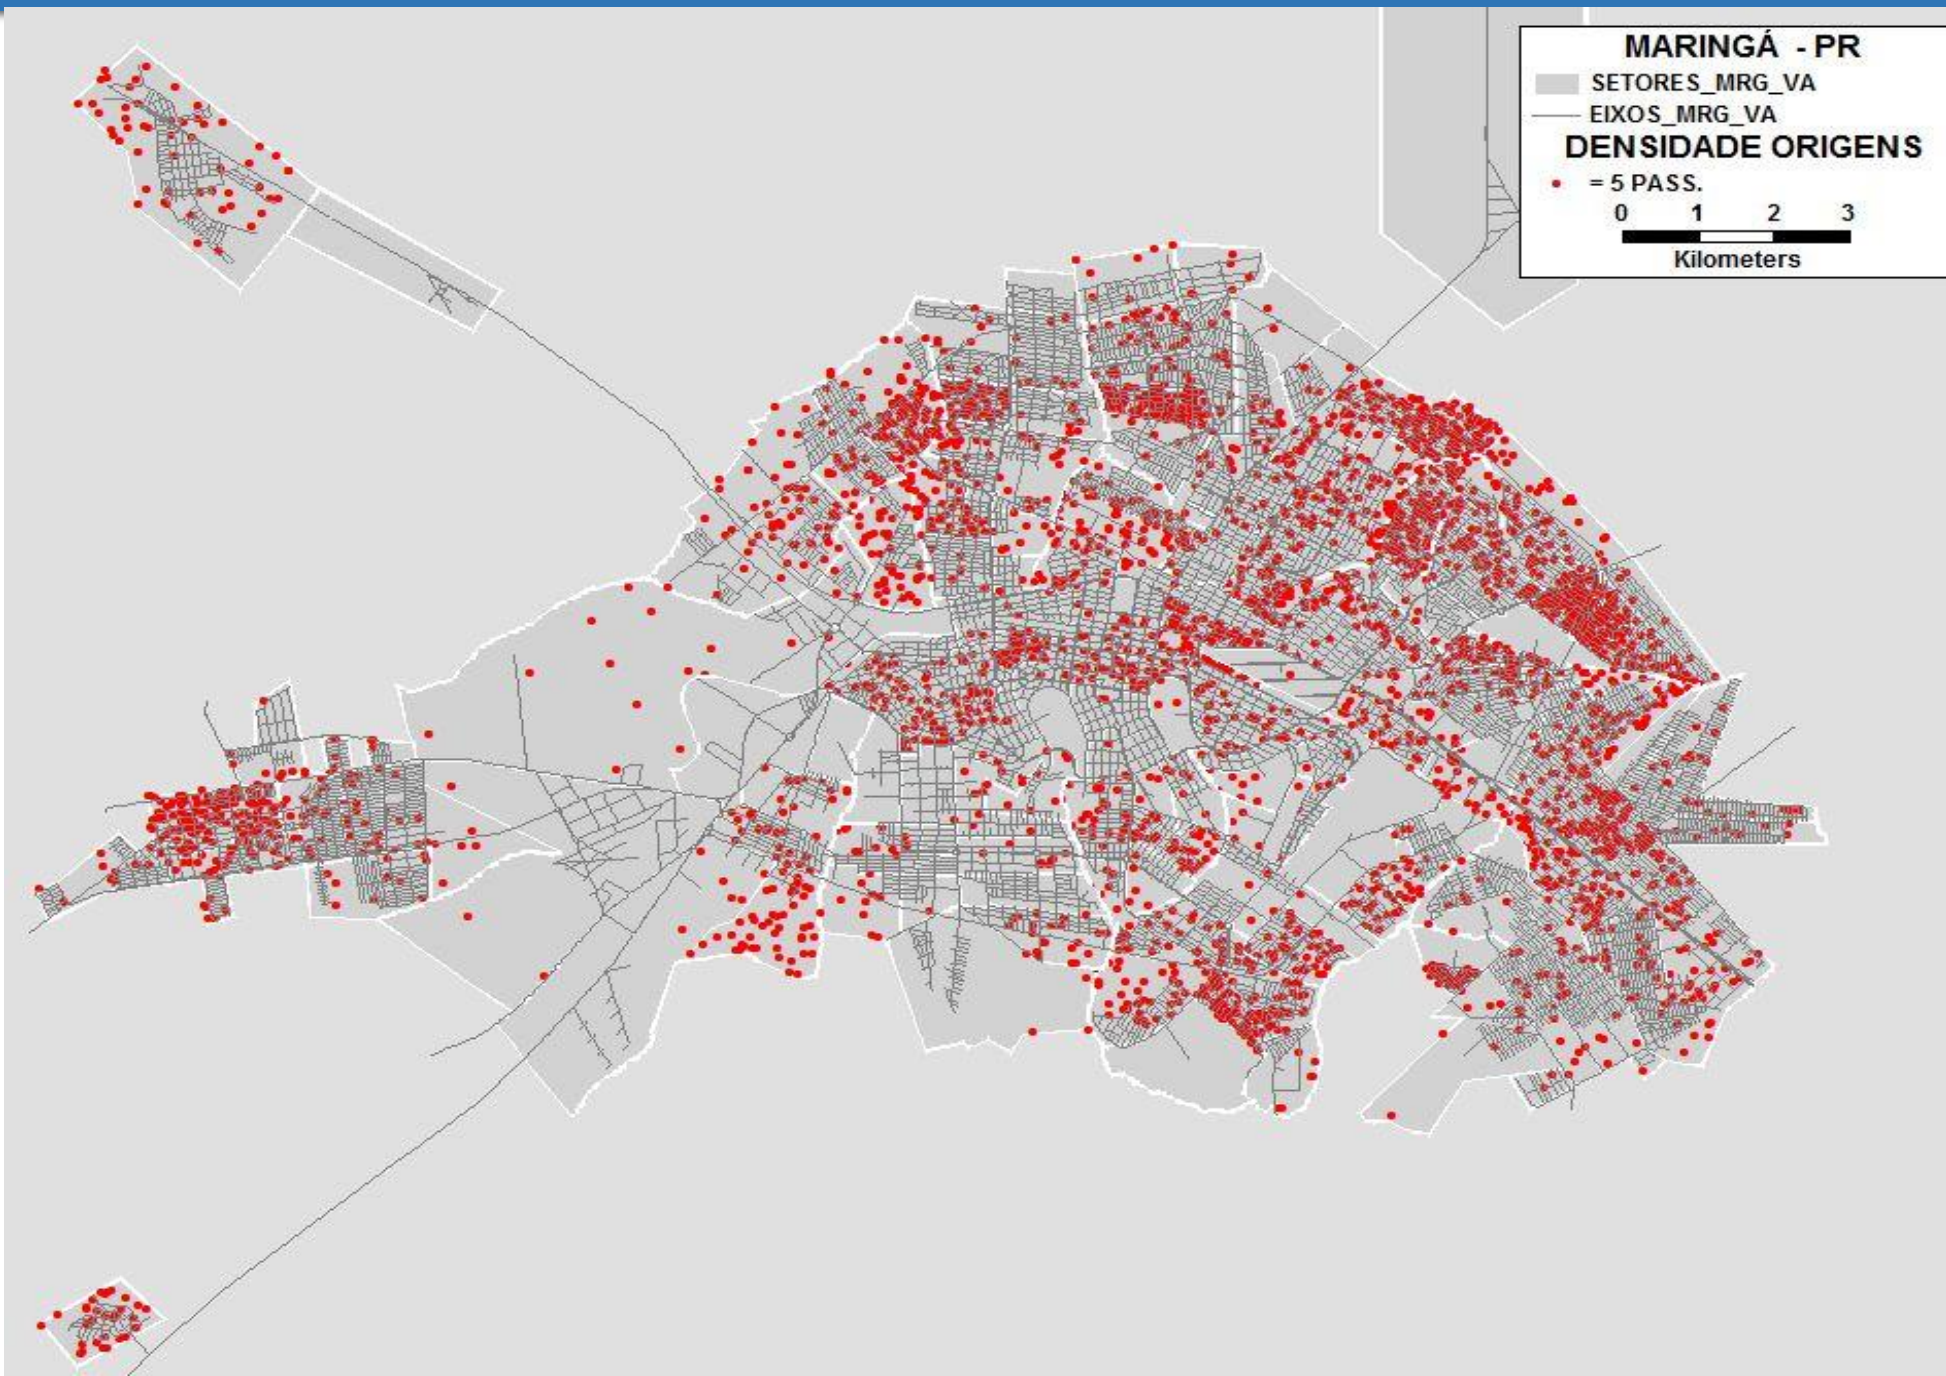 MARINGÁ - PR
SETORES_MRG_VA
EIXOS_MRG_VA
DENSIDADE ORIGENS
= 5 PASS.
0 1 2 3
Kilometers